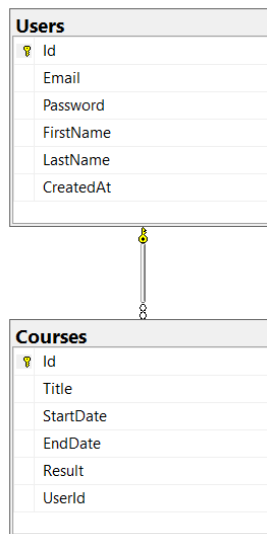 Users
Id
Email
Password
FirstName
LastName
CreatedAt
Courses
Id
Title
StartDate
EndDate
Result
UserId